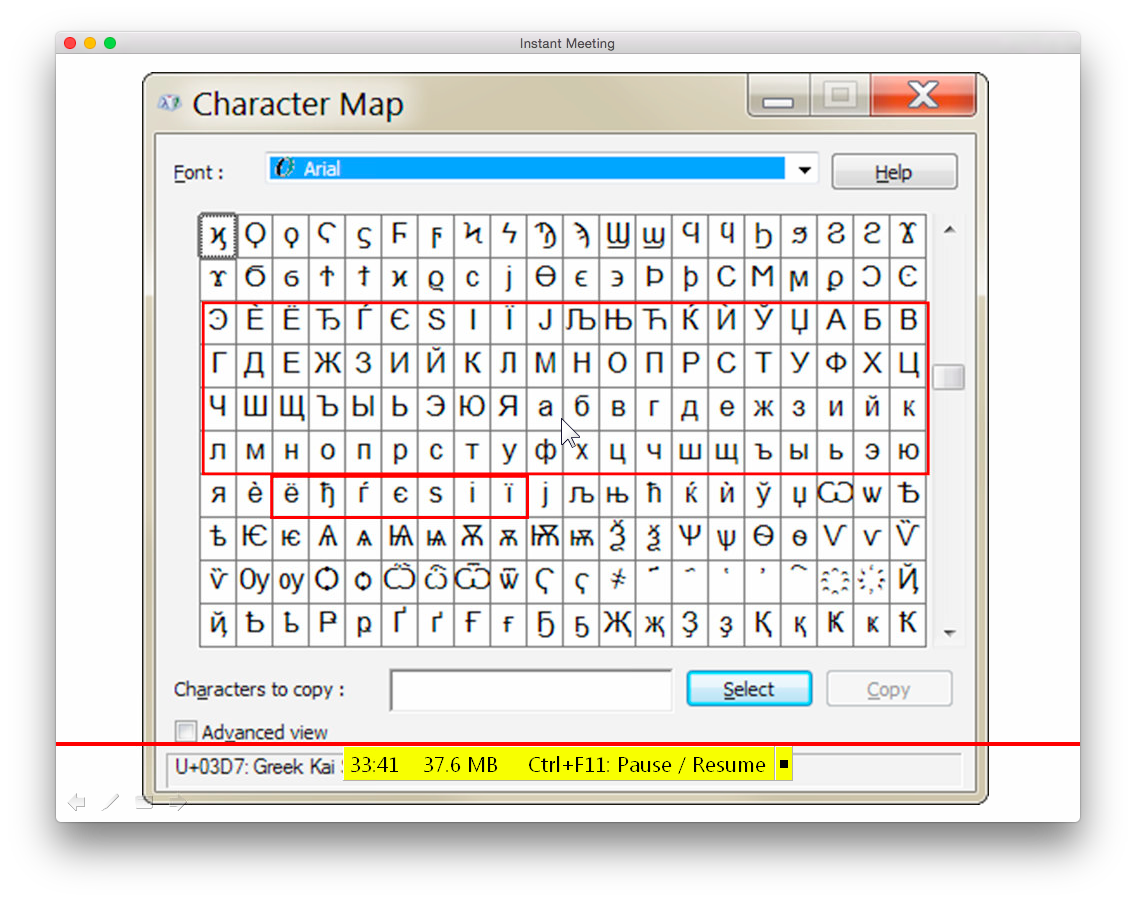 Instant Meeting
Character Map
Font : Arial Help
ϗ Ϙ ϙ Ϛ ϛ Ϝ ϝ Ϟ ϟ Ϡ ϡ Ϣ ϣ Ϥ ϥ Ϧ ϧ Ϩ ϩ Ϫ
ϫ Ϭ ϭ Ϯ ϯ ϰ ϱ ϲ ϳ ϴ ϵ ϶ Ϸ ϸ Ϲ Ϻ ϻ ϼ Ͻ Ͼ
Ͽ Ѐ Ё Ђ Ѓ Є Ѕ І Ї Ј Љ Њ Ћ Ќ Ѝ Ў Џ А Б В
Г Д Е Ж З И Й К Л М Н О П Р С Т У Ф Х Ц
Ч Ш Щ Ъ Ы Ь Э Ю Я а б в г д е ж з и й к
л м н о п р с т у ф х ц ч ш щ ъ ы ь э ю
я ѐ ё ђ ѓ є ѕ і ї ј љ њ ћ ќ ѝ ў џ Ѡ ѡ Ѣ
ѣ Ѥ ѥ Ѧ ѧ Ѩ ѩ Ѫ ѫ Ѭ ѭ Ѯ ѯ Ѱ ѱ Ѳ ѳ Ѵ ѵ Ѷ
ѷ Ѹ ѹ Ѻ ѻ Ѽ ѽ Ѿ ѿ Ҁ ҁ ҂ ҃ ҄ ҅ ҆ ҇ ҈ ҉ Ҋ
ҋ Ҍ ҍ Ҏ ҏ Ґ ґ Ғ ғ Ҕ ҕ Җ җ Ҙ ҙ Қ қ Ҝ ҝ Ҟ
Characters to copy : Select Copy
Advanced view
U+03D7: Greek Kai
33:41 37.6 MB Ctrl+F11: Pause / Resume